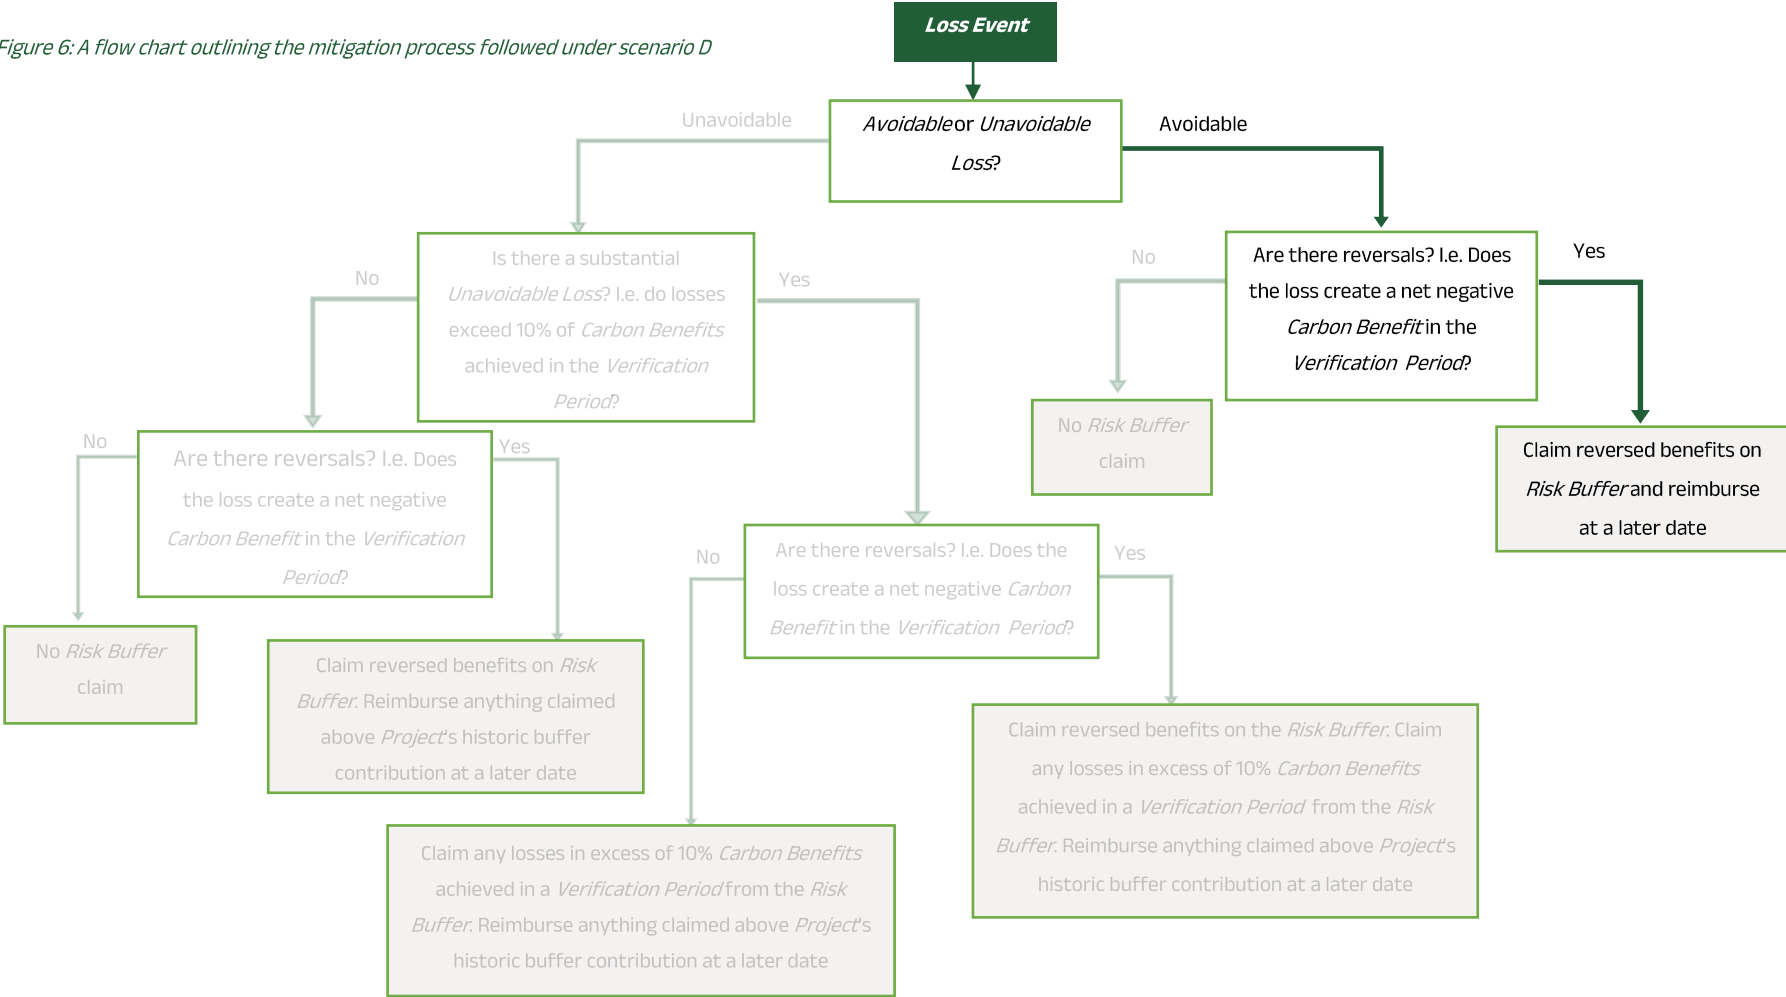 Loss Event
Figure 6: A flow chart outlining the mitigation process followed under scenario D
Unavoidable
Avoidable or Unavoidable
Loss?
Avoidable
Is there a substantial
Unavoidable Loss? I.e. do losses
exceed 10% of Carbon Benefits
achieved in the Verification
Period?
No
Yes
No
Are there reversals? I.e. Does
the loss create a net negative
Carbon Benefit in the
Verification Period?
Yes
No Risk Buffer
claim
Claim reversed benefits on
Risk Buffer and reimburse
at a later date
No
Are there reversals? I.e. Does
the loss create a net negative
Carbon Benefit in the Verification
Period?
Yes
No
Are there reversals? I.e. Does the
loss create a net negative Carbon
Benefit in the Verification Period?
Yes
No Risk Buffer
claim
Claim reversed benefits on Risk
Buffer. Reimburse anything claimed
above Project's historic buffer
contribution at a later date
Claim any losses in excess of 10% Carbon Benefits
achieved in a Verification Period from the Risk
Buffer. Reimburse anything claimed above Project's
historic buffer contribution at a later date
Claim reversed benefits on the Risk Buffer. Claim
any losses in excess of 10% Carbon Benefits
achieved in a Verification Period from the Risk
Buffer. Reimburse anything claimed above Project's
historic buffer contribution at a later date